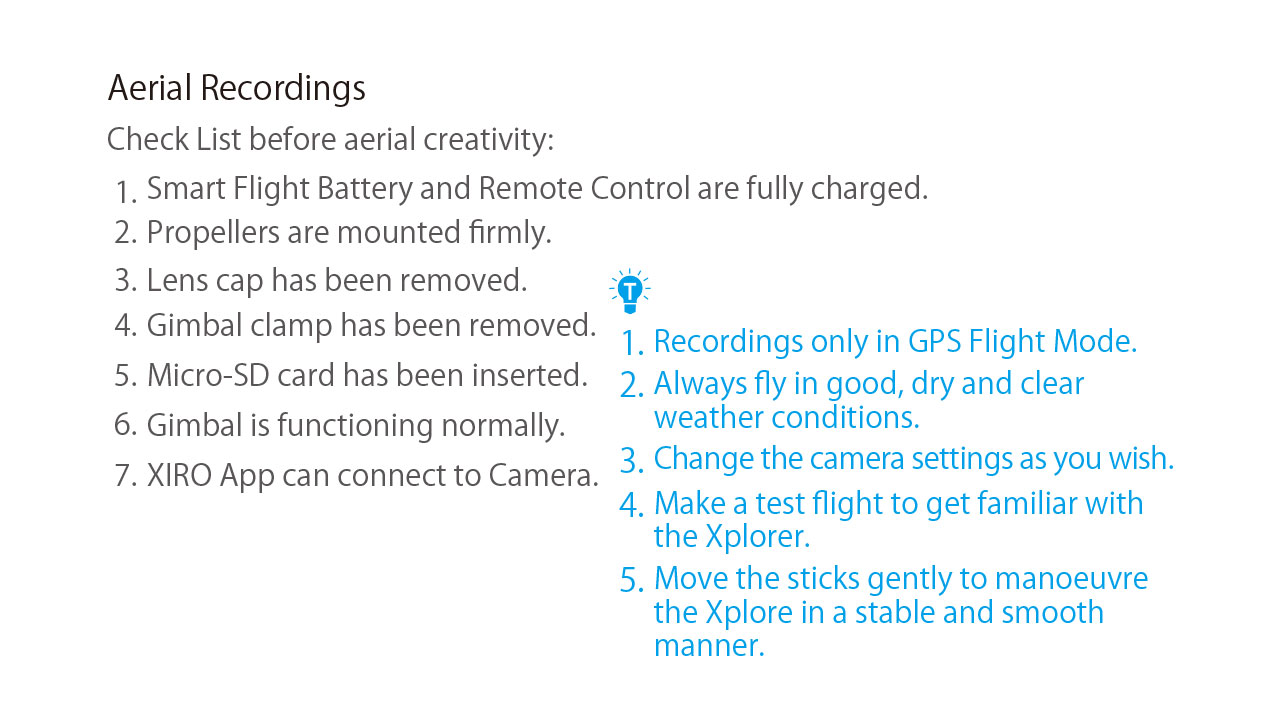 Aerial Recordings
Check List before aerial creativity:
1. Smart Flight Battery and Remote Control are fully charged.
2. Propellers are mounted firmly.
3. Lens cap has been removed.
4. Gimbal clamp has been removed.
5. Micro-SD card has been inserted.
6. Gimbal is functioning normally.
7. XIRO App can connect to Camera.
T
1. Recordings only in GPS Flight Mode.
2. Always fly in good, dry and clear
weather conditions.
3. Change the camera settings as you wish.
4. Make a test flight to get familiar with
the Xplorer.
5. Move the sticks gently to manoeuvre
the Xplore in a stable and smooth
manner.